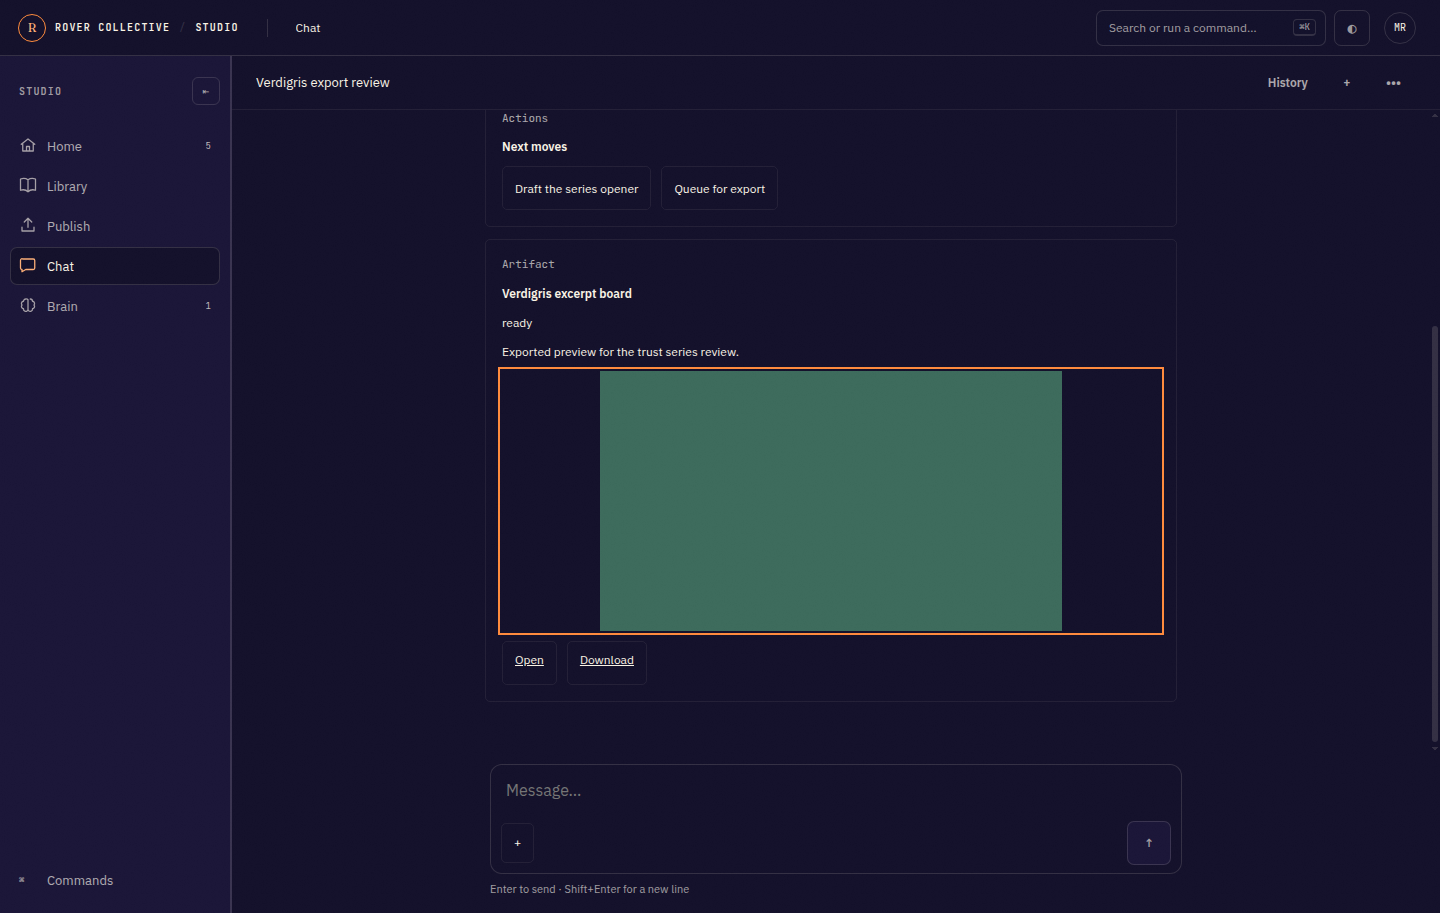 R ROVER COLLECTIVE / STUDIO Chat Search or run a command... ⌘K MR
STUDIO
Home 5
Library
Publish
Chat
Brain 1
⌘ Commands
Verdigris export review History + •••
Actions
Next moves
Draft the series opener Queue for export
Artifact
Verdigris excerpt board
ready
Exported preview for the trust series review.
Open Download
Message...
+ ↑
Enter to send · Shift+Enter for a new line